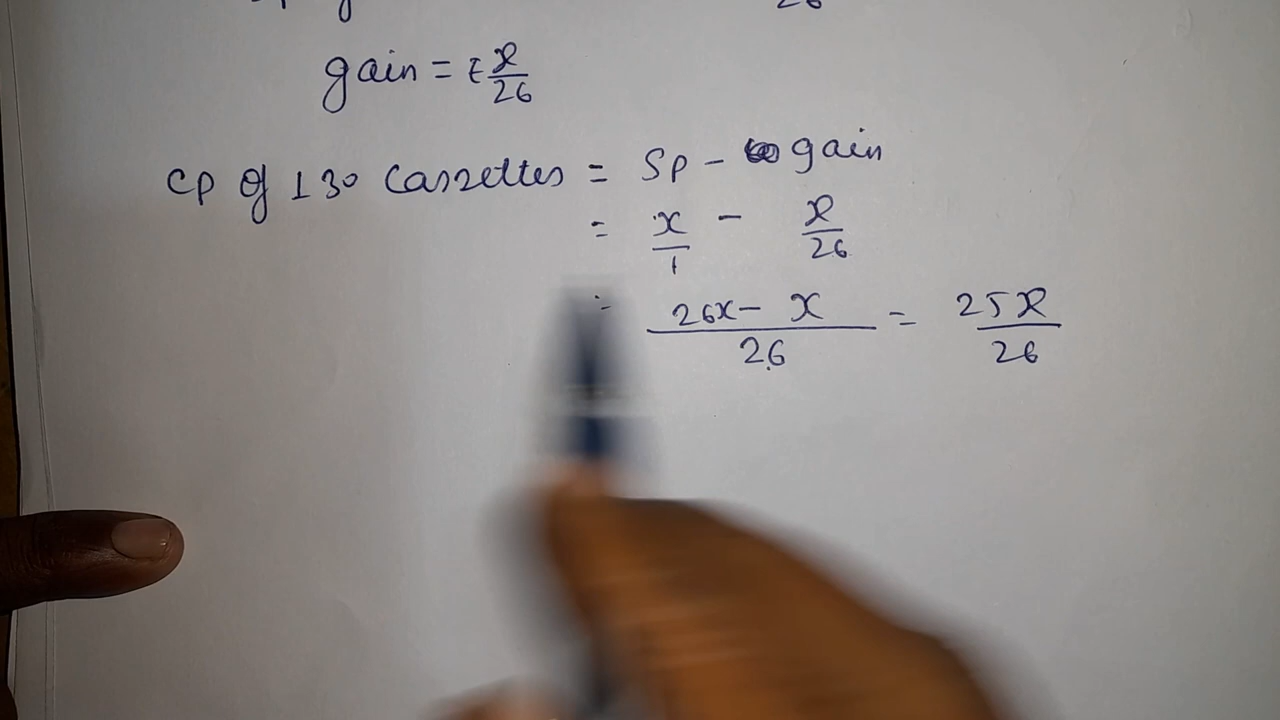 gain = ₹ x/26
CP of 130 Cassettes = SP - gain
= x/1 - x/26
= 26x - x/26 = 25x/26